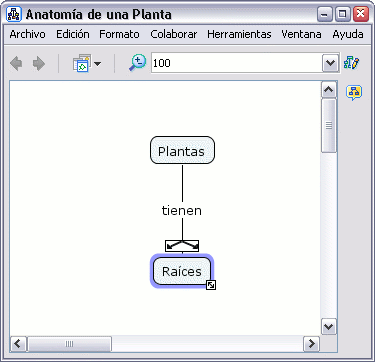 Anatomía de una Planta
Archivo Edición Formato Colaborar Herramientas Ventana Ayuda
100
Plantas
tienen
Raíces